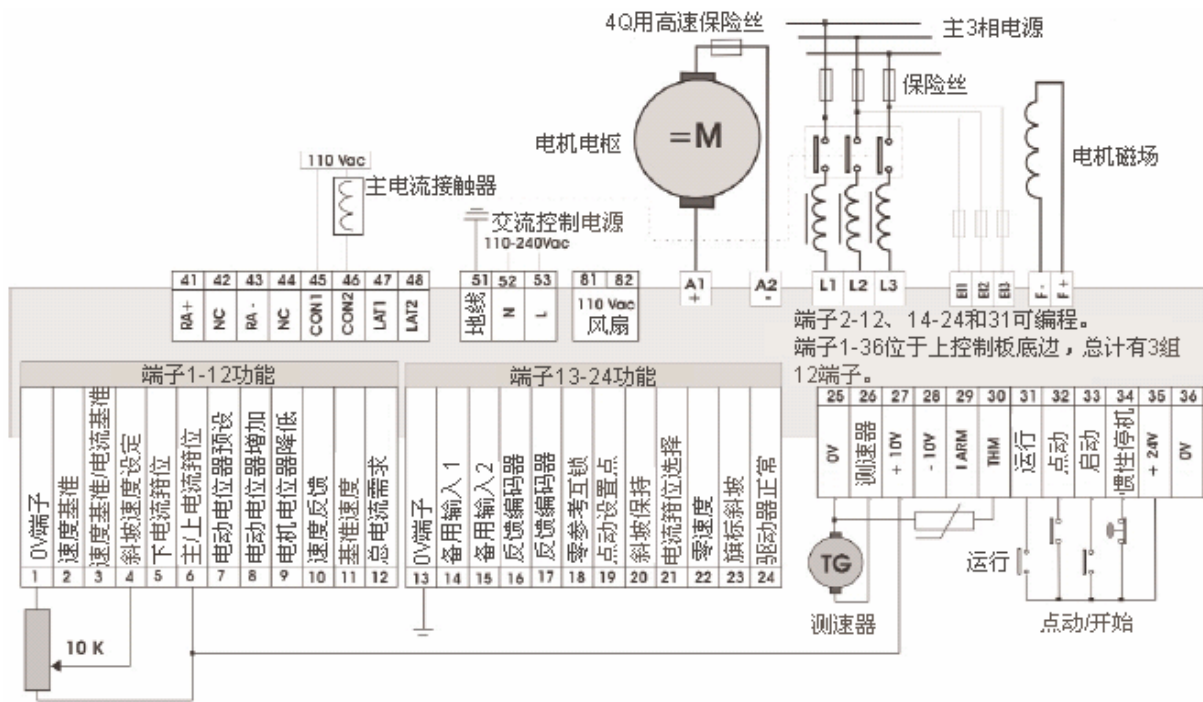 4Q用高速保险丝
主3相电源
保险丝
=M
电机电枢
电机磁场
110 Vac
主电流接触器
交流控制电源
110-240Vac
41 42 43 44 45 46 47 48
RA+ NC RA- NC CON1 CON2 LAT1 LAT2
51 52 53
地线 N L
81 82
110 Vac
风扇
A1 +
A2 -
L1 L2 L3
EI1 EI2 EI3
F- F+
端子2-12、14-24和31可编程。
端子1-36位于上控制板底边，总计有3组
12端子。
端子1-12功能
0V端子
速度基准
速度基准/电流基准
斜坡速度设定
下电流箝位
主/上电流箝位
电动电位器预设
电动电位器增加
电机电位器降低
速度反馈
基准速度
总电流需求
1 2 3 4 5 6 7 8 9 10 11 12
端子13-24功能
0V端子
备用输入1
备用输入2
反馈编码器
反馈编码器
零参考互锁
点动设置点
斜坡保持
电流箝位选择
零速度
旗标斜坡
驱动器正常
13 14 15 16 17 18 19 20 21 22 23 24
25 26 27 28 29 30 31 32 33 34 35 36
0V 测速器 +10V -10V I ARM THM 运行 点动 启动 惯性停机 +24V 0V
10 K
TG
测速器
运行
点动/开始